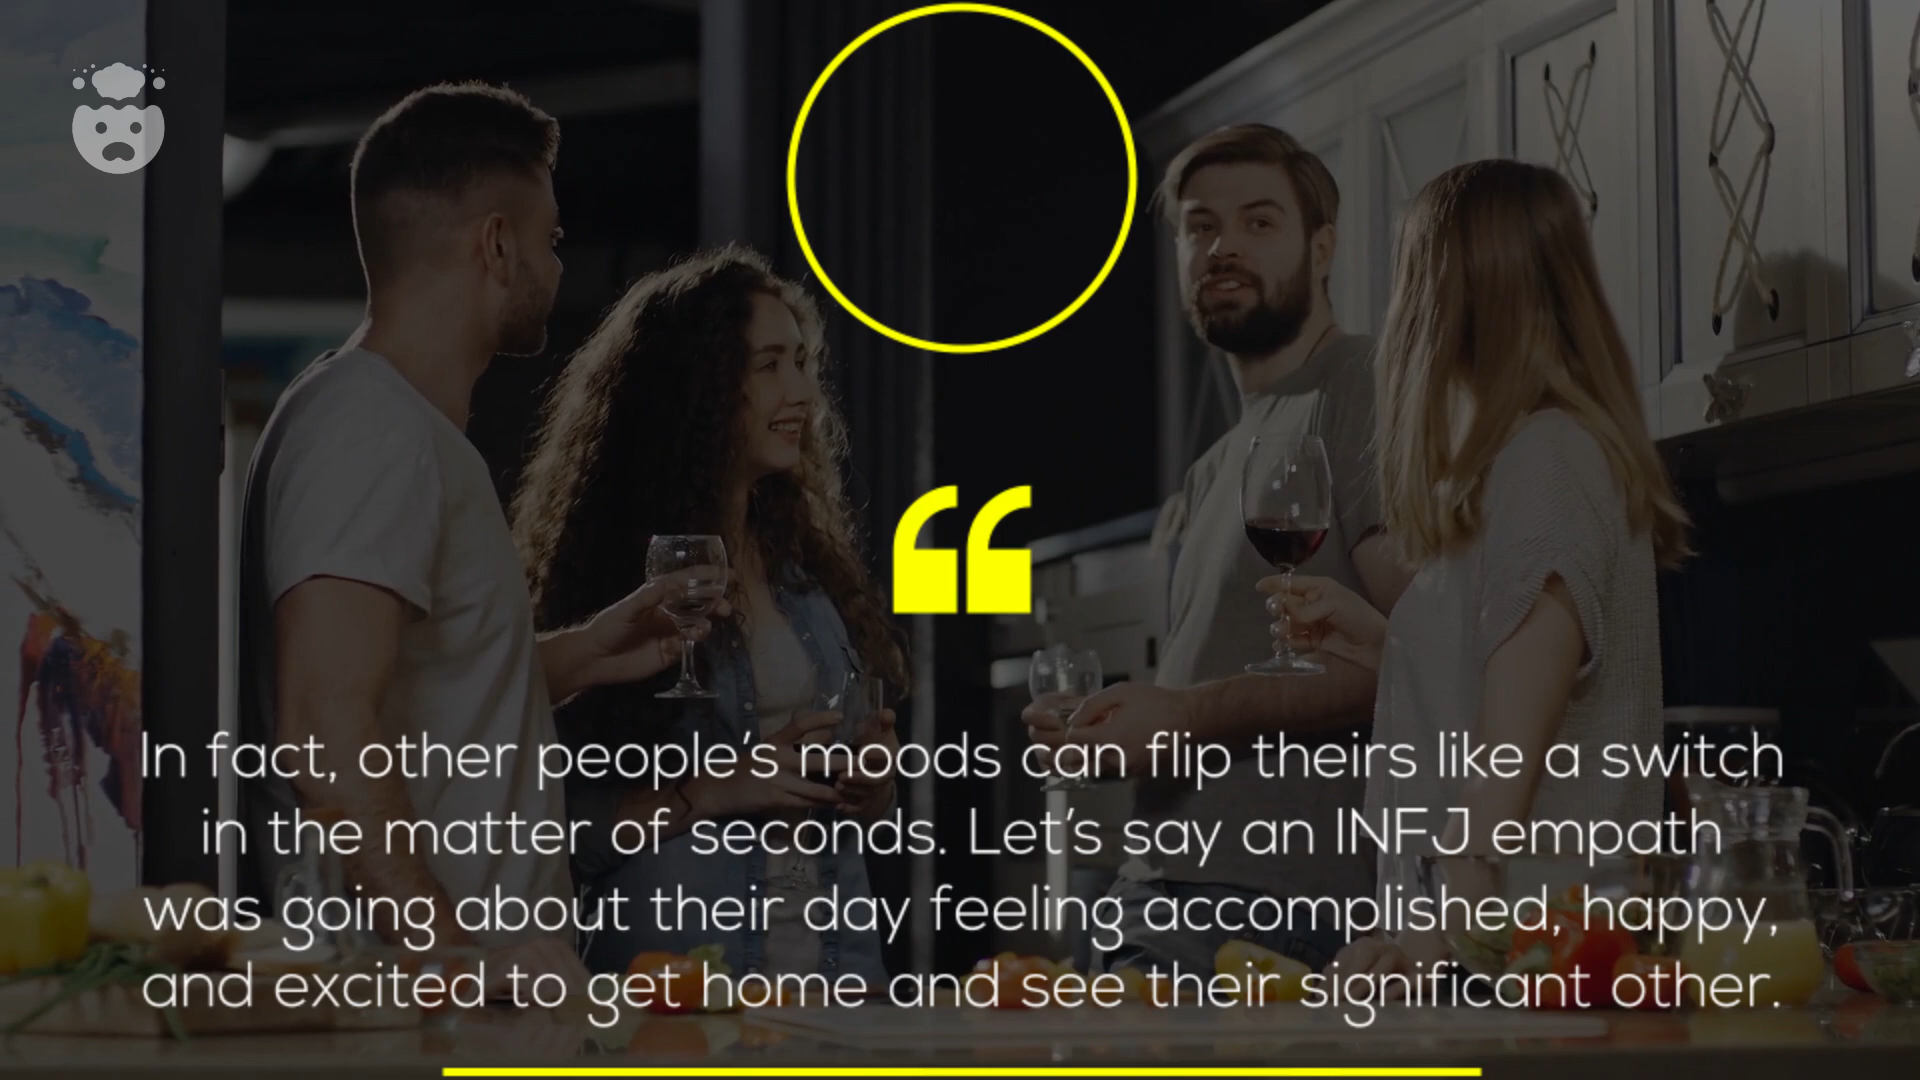 In fact, other people's moods can flip theirs like a switch
in the matter of seconds. Let's say an INFJ empath
was going about their day feeling accomplished, happy,
and excited to get home and see their significant other.